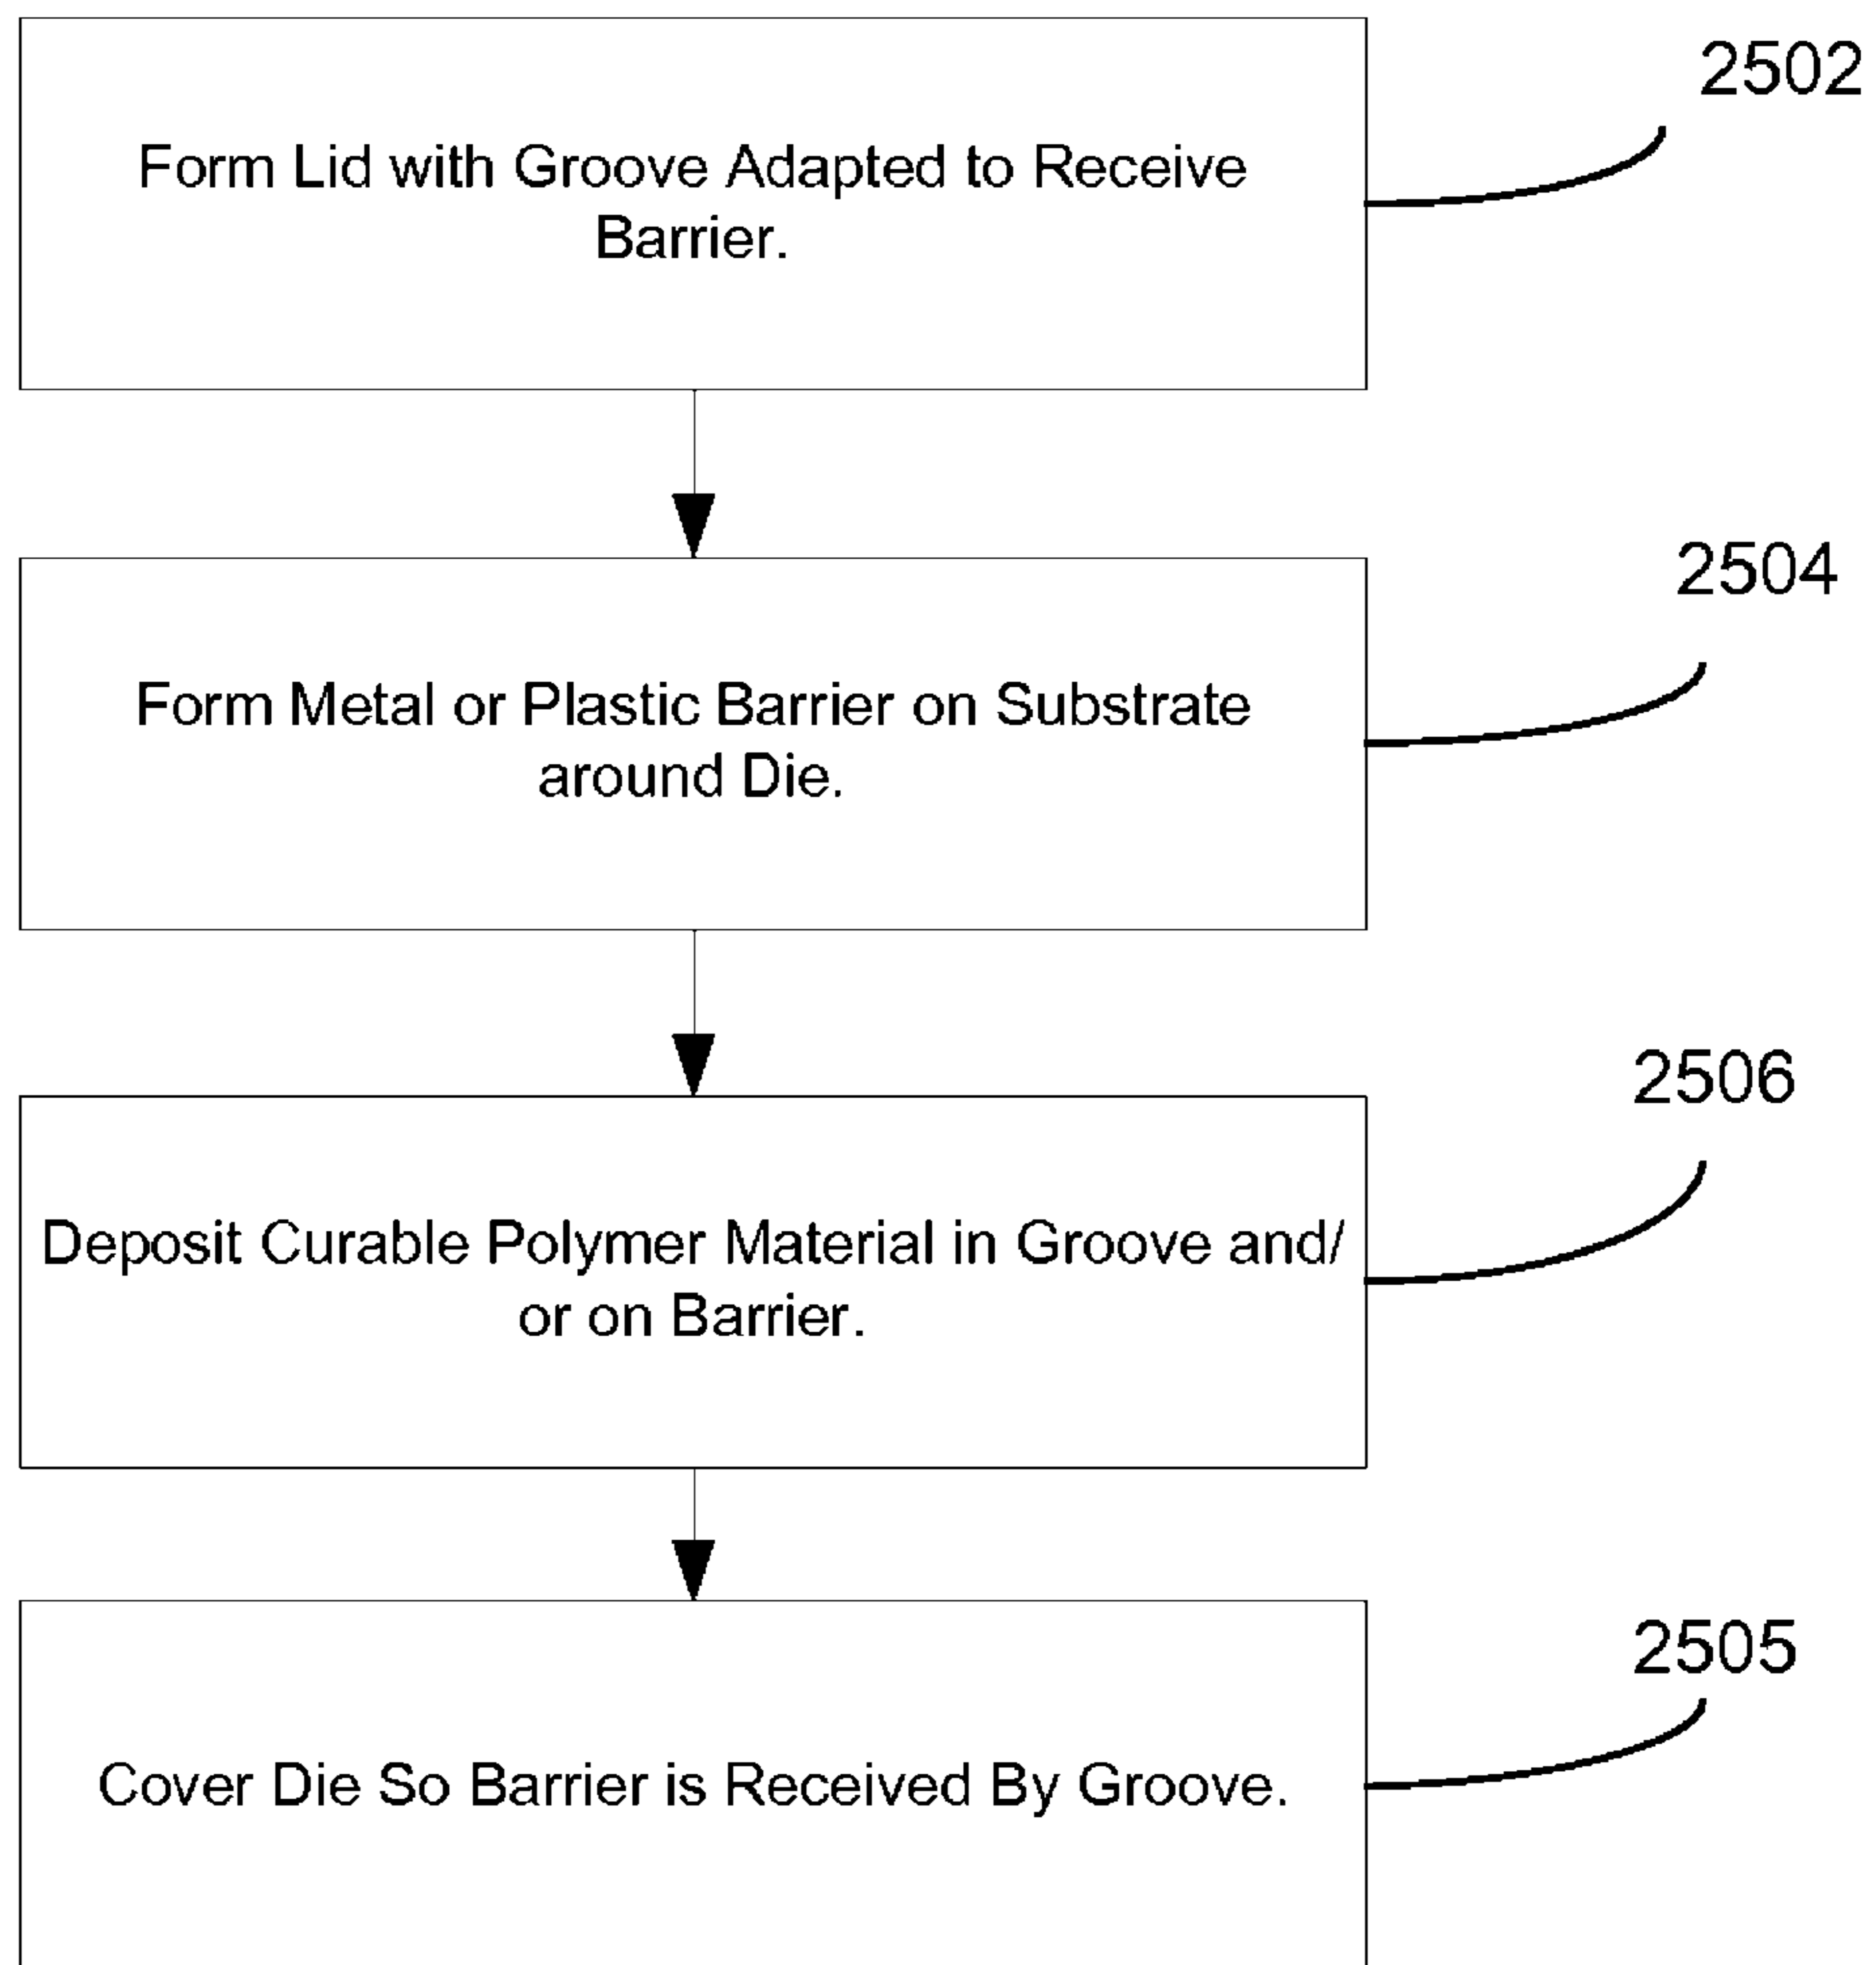 2502
Form Lid with Groove Adapted to Receive
Barrier.
2504
Form Metal or Plastic Barrier on Substrate
around Die.
2506
Deposit Curable Polymer Material in Groove and/
or on Barrier.
2505
Cover Die So Barrier is Received By Groove.